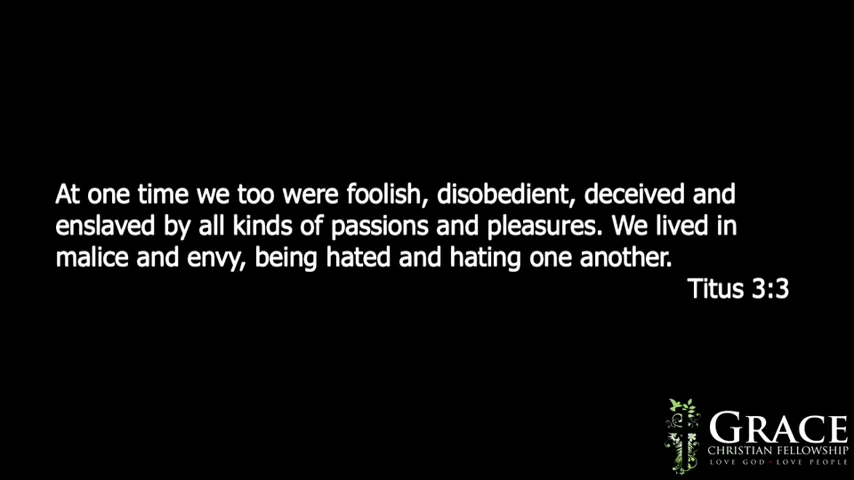 At one time we too were foolish, disobedient, deceived and
enslaved by all kinds of passions and pleasures. We lived in
malice and envy, being hated and hating one another.
Titus 3:3
GRACE
CHRISTIAN FELLOWSHIP
LOVE GOD • LOVE PEOPLE